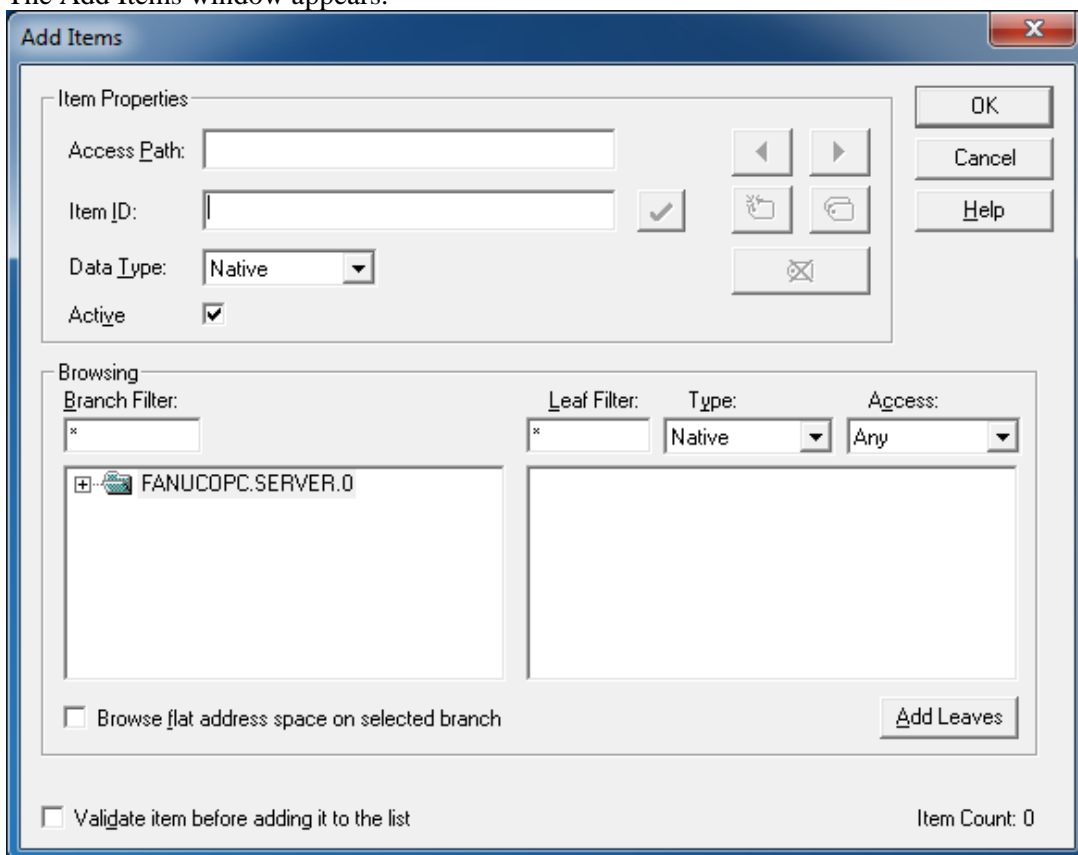 The Add Items window appears.
Add Items
Item Properties
OK
Access Path:
Cancel
Item ID:
Help
Data Type: Native
Active
Browsing
Branch Filter: Leaf Filter: Type: Access:
* * Native Any
FANUCOPC.SERVER.0
Browse flat address space on selected branch
Add Leaves
Validate item before adding it to the list
Item Count: 0